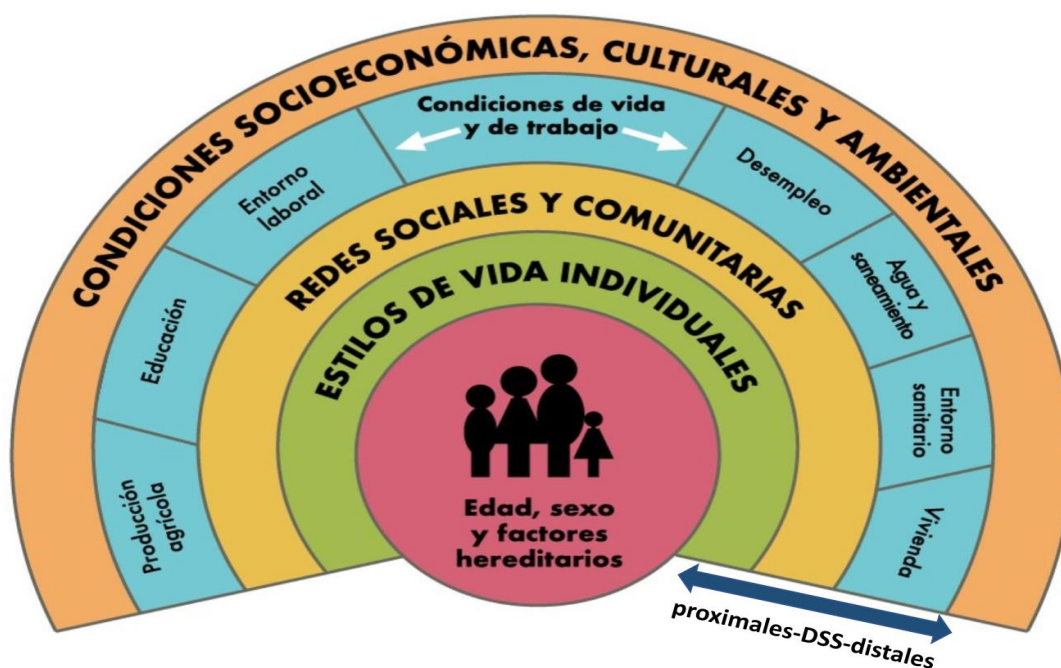 CONDICIONES SOCIOECONÓMICAS, CULTURALES Y AMBIENTALES
Condiciones de vida
y de trabajo
Entorno
laboral
Educación
Producción
agrícola
Desempleo
Agua y
saneamiento
Entorno
sanitario
Vivienda
REDES SOCIALES Y COMUNITARIAS
ESTILOS DE VIDA INDIVIDUALES
Edad, sexo
y factores
hereditarios
proximales-DSS-distales